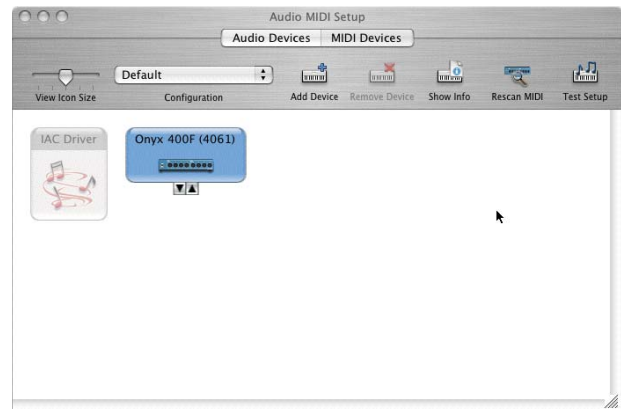 Audio MIDI Setup
Audio Devices MIDI Devices
Default
View Icon Size Configuration Add Device Remove Device Show Info Rescan MIDI Test Setup
IAC Driver Onyx 400F (4061)